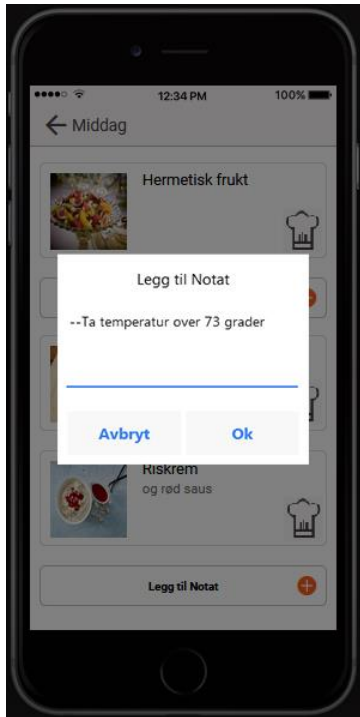 12:34 PM
100%
Middag
Hermetisk frukt
Legg til Notat
--Ta temperatur over 73 grader
Avbryt
Ok
Riskrem
og rød saus
Legg til Notat